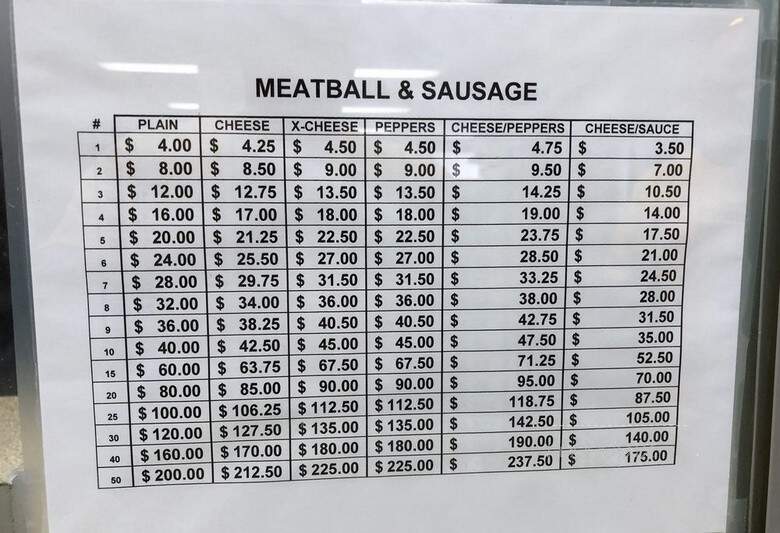 MEATBALL & SAUSAGE
# PLAIN CHEESE X-CHEESE PEPPERS CHEESE/PEPPERS CHEESE/SAUCE
1 $ 4.00 $ 4.25 $ 4.50 $ 4.50 $ 4.75 $ 3.50
2 $ 8.00 $ 8.50 $ 9.00 $ 9.00 $ 9.50 $ 7.00
3 $ 12.00 $ 12.75 $ 13.50 $ 13.50 $ 14.25 $ 10.50
4 $ 16.00 $ 17.00 $ 18.00 $ 18.00 $ 19.00 $ 14.00
5 $ 20.00 $ 21.25 $ 22.50 $ 22.50 $ 23.75 $ 17.50
6 $ 24.00 $ 25.50 $ 27.00 $ 27.00 $ 28.50 $ 21.00
7 $ 28.00 $ 29.75 $ 31.50 $ 31.50 $ 33.25 $ 24.50
8 $ 32.00 $ 34.00 $ 36.00 $ 36.00 $ 38.00 $ 28.00
9 $ 36.00 $ 38.25 $ 40.50 $ 40.50 $ 42.75 $ 31.50
10 $ 40.00 $ 42.50 $ 45.00 $ 45.00 $ 47.50 $ 35.00
15 $ 60.00 $ 63.75 $ 67.50 $ 67.50 $ 71.25 $ 52.50
20 $ 80.00 $ 85.00 $ 90.00 $ 90.00 $ 95.00 $ 70.00
25 $ 100.00 $ 106.25 $ 112.50 $ 112.50 $ 118.75 $ 87.50
30 $ 120.00 $ 127.50 $ 135.00 $ 135.00 $ 142.50 $ 105.00
40 $ 160.00 $ 170.00 $ 180.00 $ 180.00 $ 190.00 $ 140.00
50 $ 200.00 $ 212.50 $ 225.00 $ 225.00 $ 237.50 $ 175.00